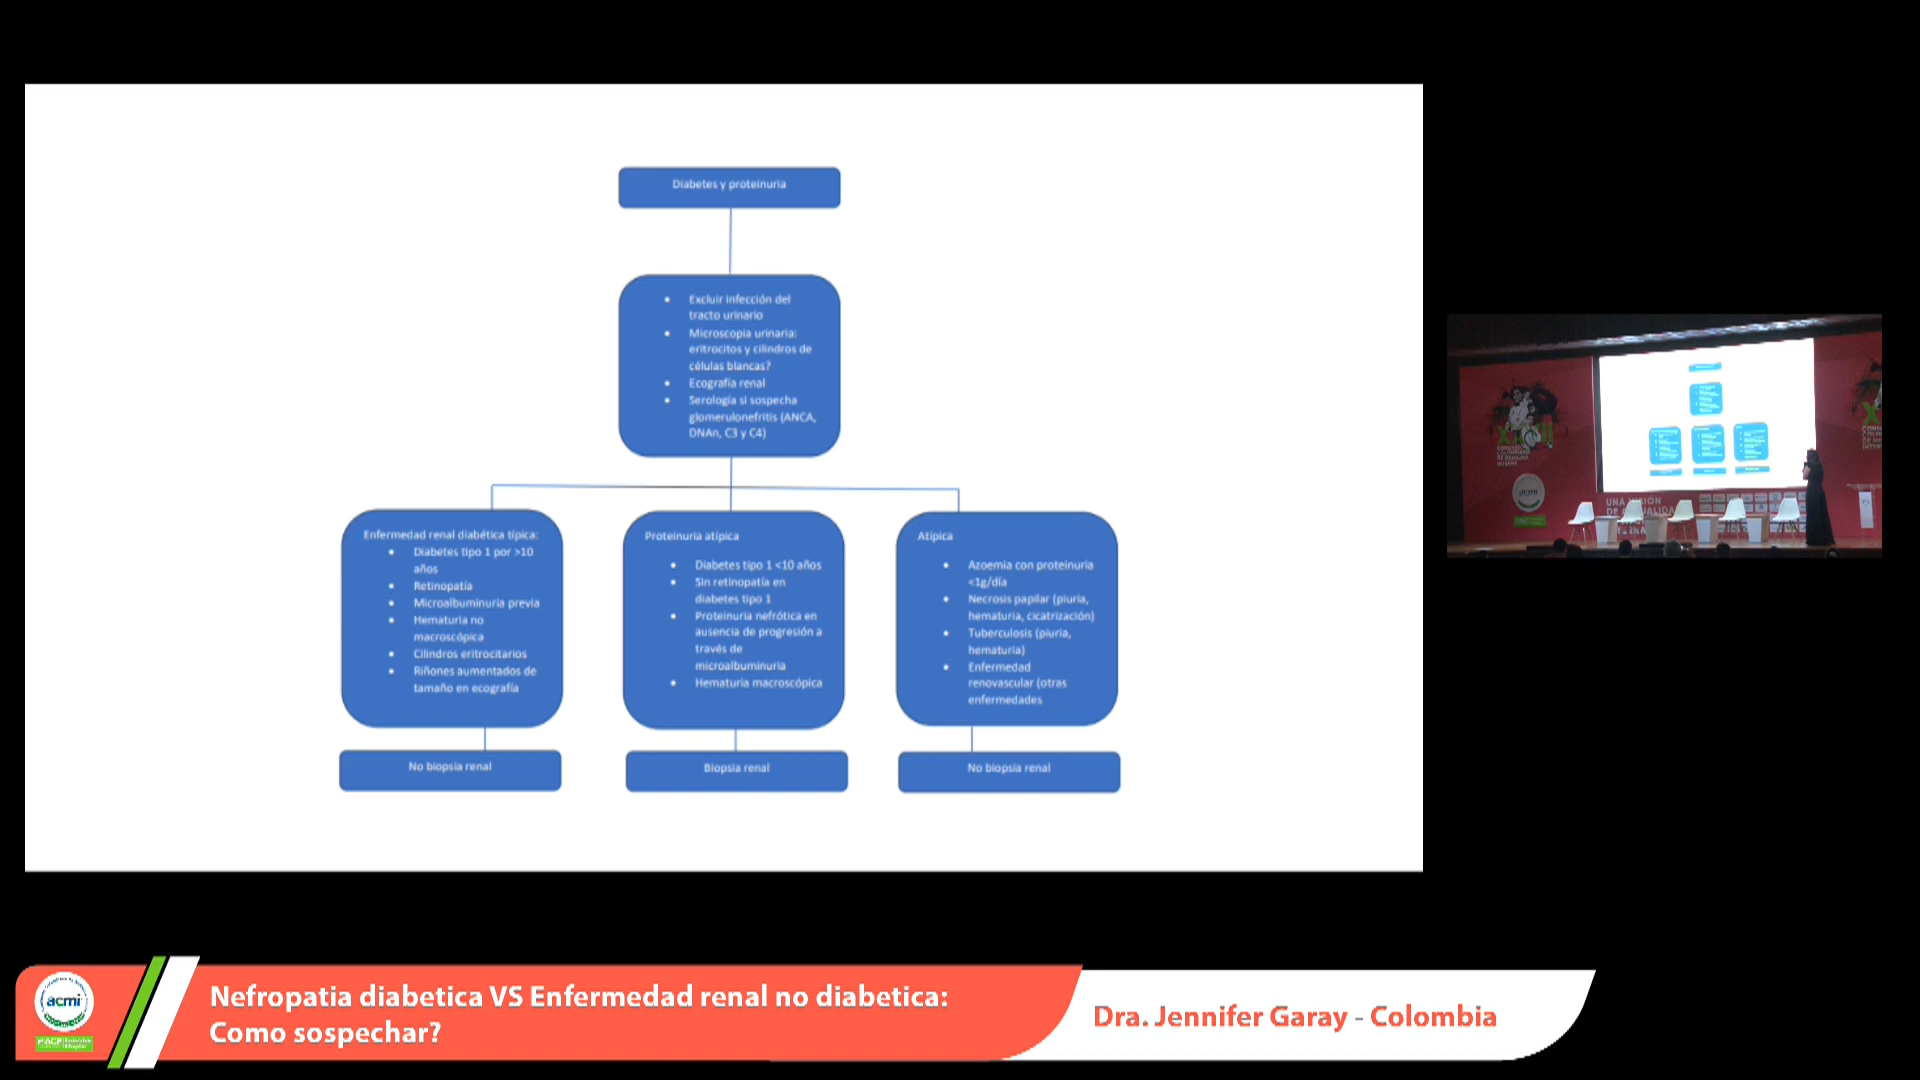 Diabetes y proteinuria
Excluir infección del
tracto urinario
Microscopia urinaria:
eritrocitos y cilindros de
células blancas?
Ecografía renal
Serología si sospecha
glomerulonefritis (ANCA,
DNAn, C3 y C4)
Enfermedad renal diabética típica:
Diabetes tipo 1 por >10
años
Retinopatía
Microalbuminuria previa
Hematuria no
macroscópica
Cilindros eritrocitarios
Riñones aumentados de
tamaño en ecografía
No biopsia renal
Proteinuria atípica
Diabetes tipo 1 <10 años
Sin retinopatía en
diabetes tipo 1
Proteinuria nefrótica en
ausencia de progresión a
través de
microalbuminuria
Hematuria macroscópica
Biopsia renal
Atípica
Azoemia con proteinuria
<1g/día
Necrosis papilar (piuria,
hematuria, cicatrización)
Tuberculosis (piuria,
hematuria)
Enfermedad
renovascular (otras
enfermedades
No biopsia renal
acmi
Nefropatia diabetica VS Enfermedad renal no diabetica:
Como sospechar?
Dra. Jennifer Garay - Colombia